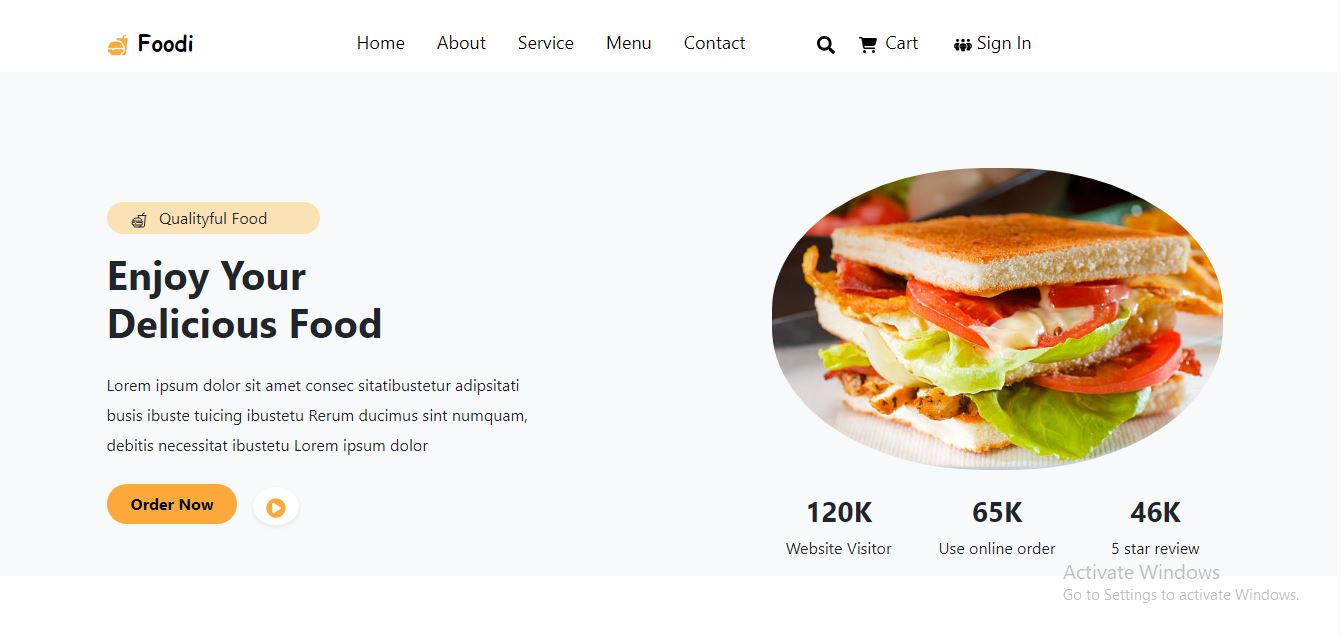 Foodi Home About Service Menu Contact Cart Sign In
Qualityful Food
Enjoy Your
Delicious Food
Lorem ipsum dolor sit amet consec sitatibustetur adipsitati
busis ibuste tuicing ibustetu Rerum ducimus sint numquam,
debitis necessitat ibustetu Lorem ipsum dolor
Order Now
120K 65K 46K
Website Visitor Use online order 5 star review
Activate Windows
Go to Settings to activate Windows.